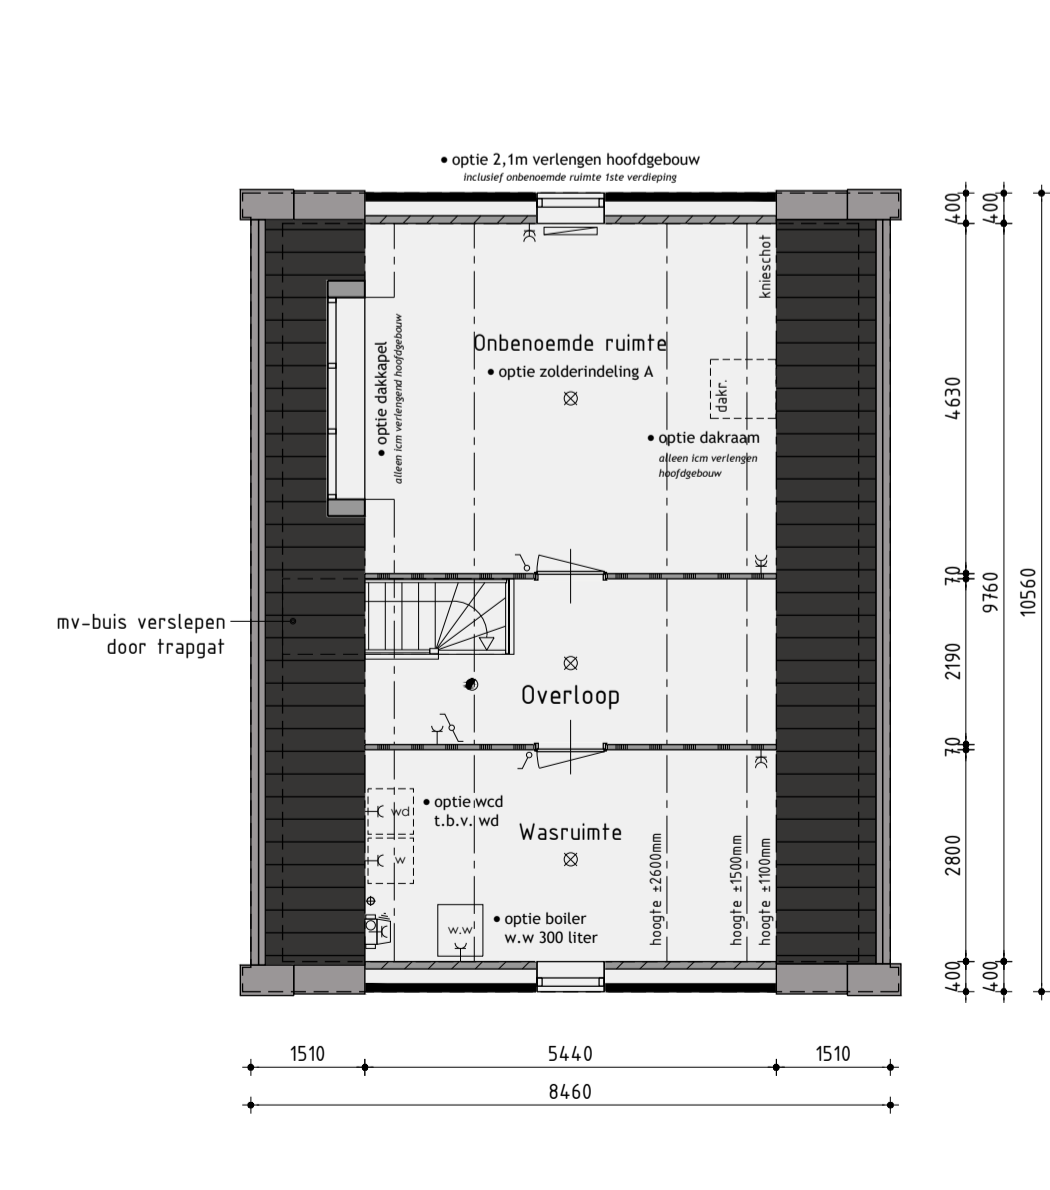 • optie 2,1m verlengen hoofdgebouw
inclusief onbenoemde ruimte 1ste verdieping
400
400
knieschot
Onbenoemde ruimte
• optie zolderindeling A
• optie dakkapel
alleen icm verlengend hoofdgebouw
dakr.
• optie dakraam
alleen icm verlengen
hoofdgebouw
4630
70
9760
10560
mv-buis verslepen
door trapgat
2190
Overloop
70
wd
• optie wcd
t.b.v. wd
Wasruimte
w
2800
hoogte ±2600mm
hoogte ±1500mm
hoogte ±1100mm
w.w
• optie boiler
w.w 300 liter
400
400
1510
5440
1510
8460